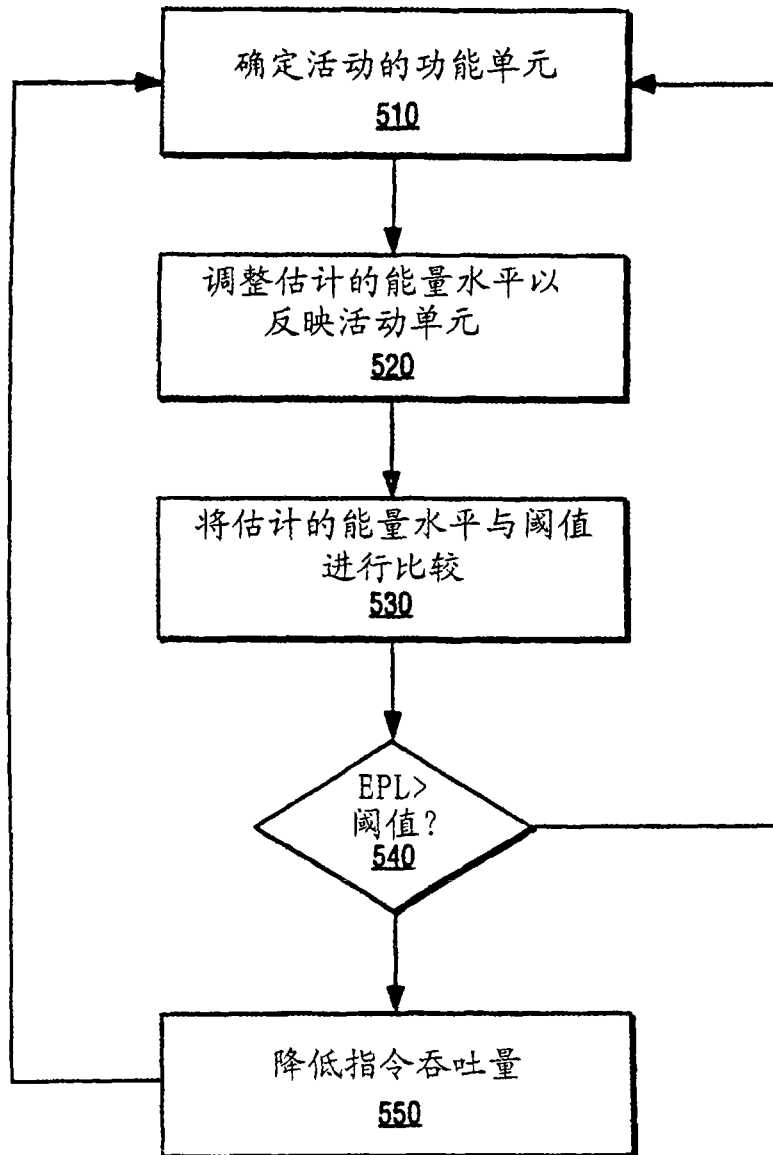 确定活动的功能单元
510
调整估计的能量水平以
反映活动单元
520
将估计的能量水平与阈值
进行比较
530
EPL>
阈值?
540
降低指令吞吐量
550